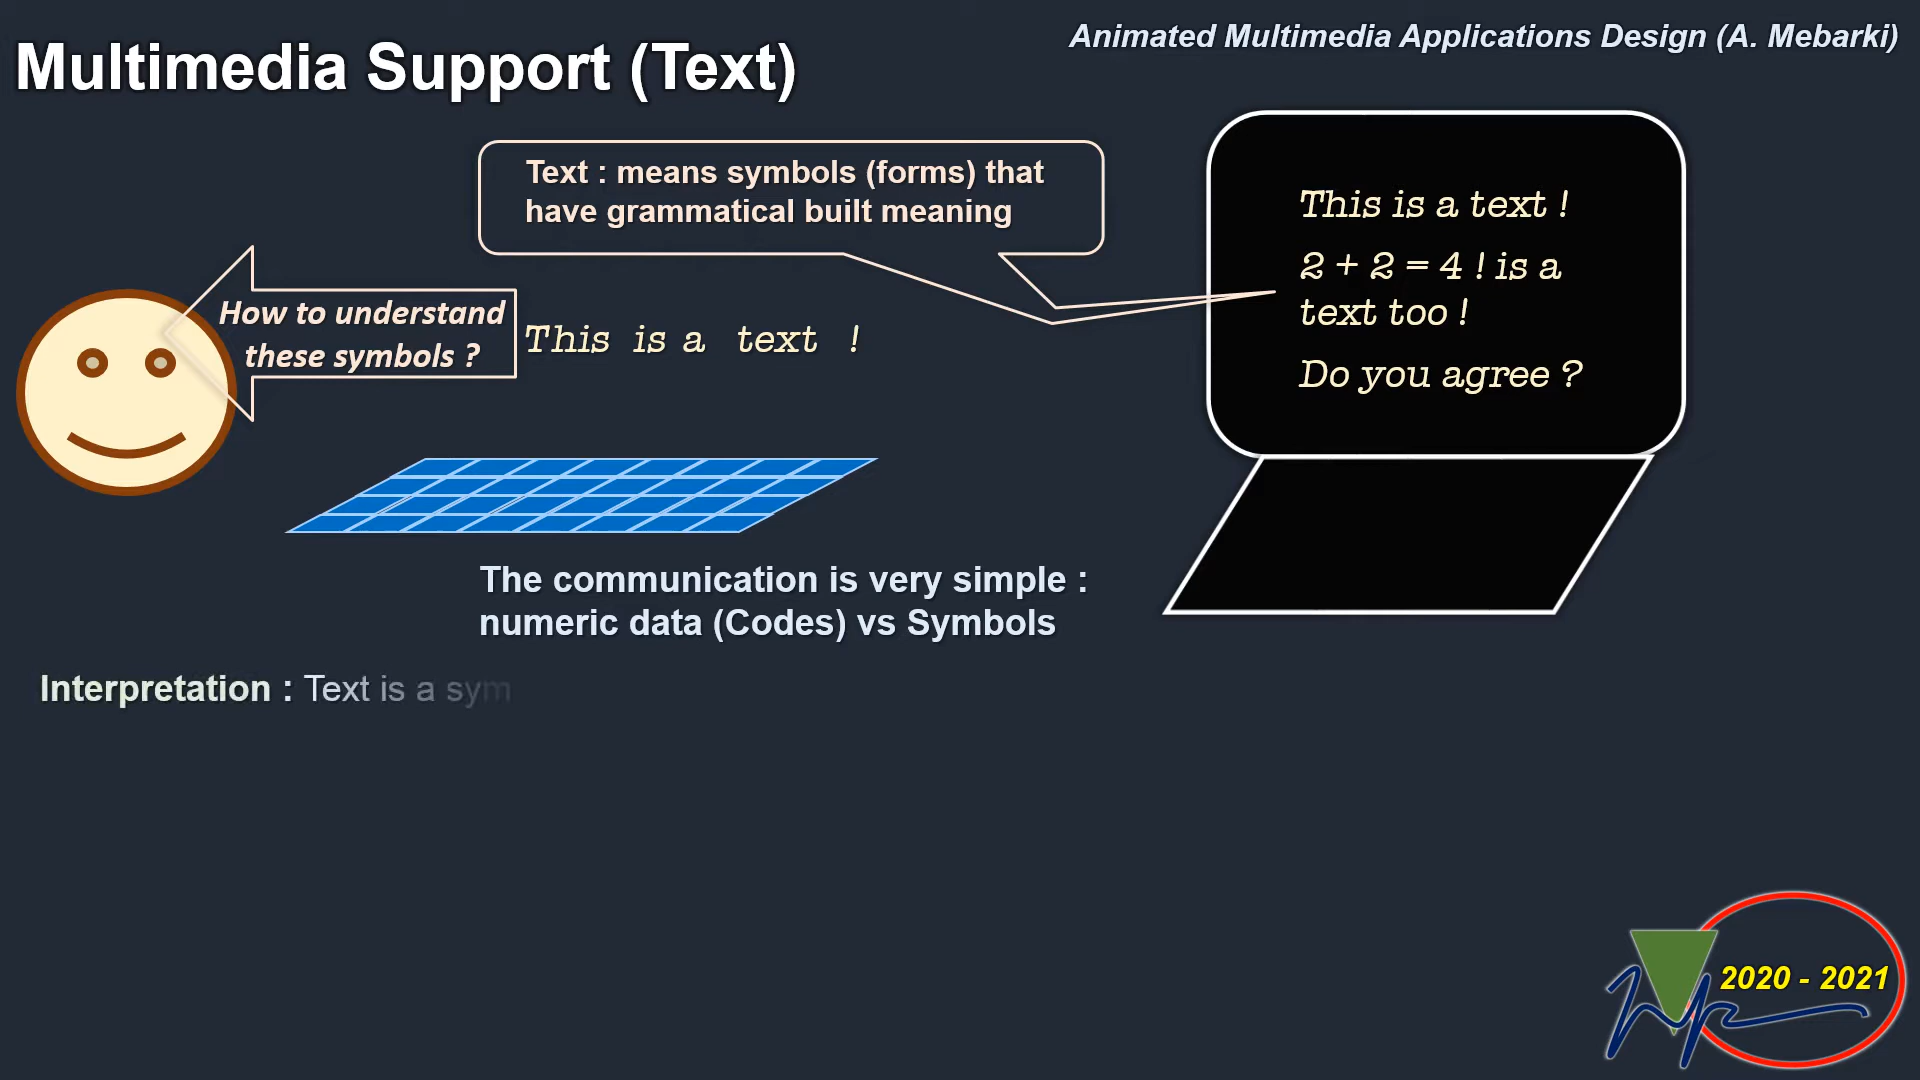 Animated Multimedia Applications Design (A. Mebarki)
Multimedia Support (Text)
Text : means symbols (forms) that
have grammatical built meaning
This is a text !
2 + 2 = 4 ! is a
text too !
Do you agree ?
How to understand
these symbols ?
This is a text !
The communication is very simple :
numeric data (Codes) vs Symbols
Interpretation : Text is a sym
2020 - 2021